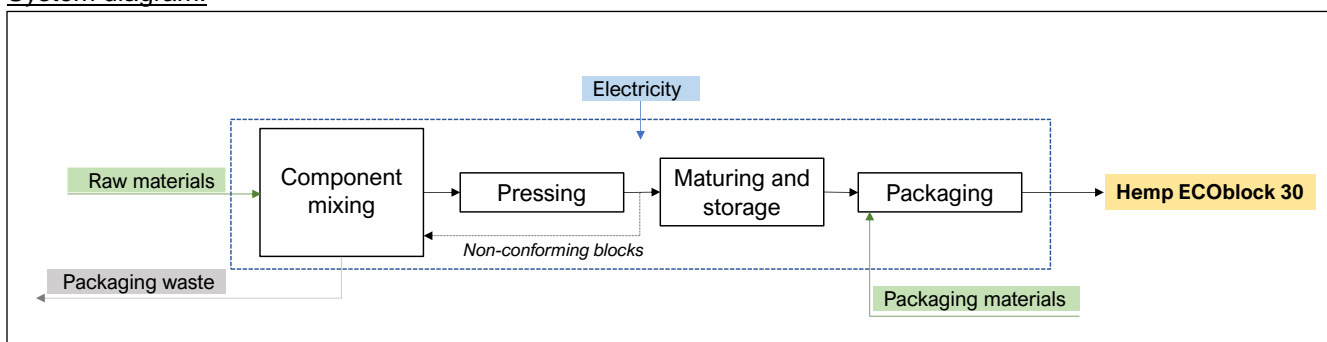 System diagram:
Electricity
Raw materials
Component
mixing
Pressing
Maturing and
storage
Packaging
Hemp ECOblock 30
Non-conforming blocks
Packaging waste
Packaging materials